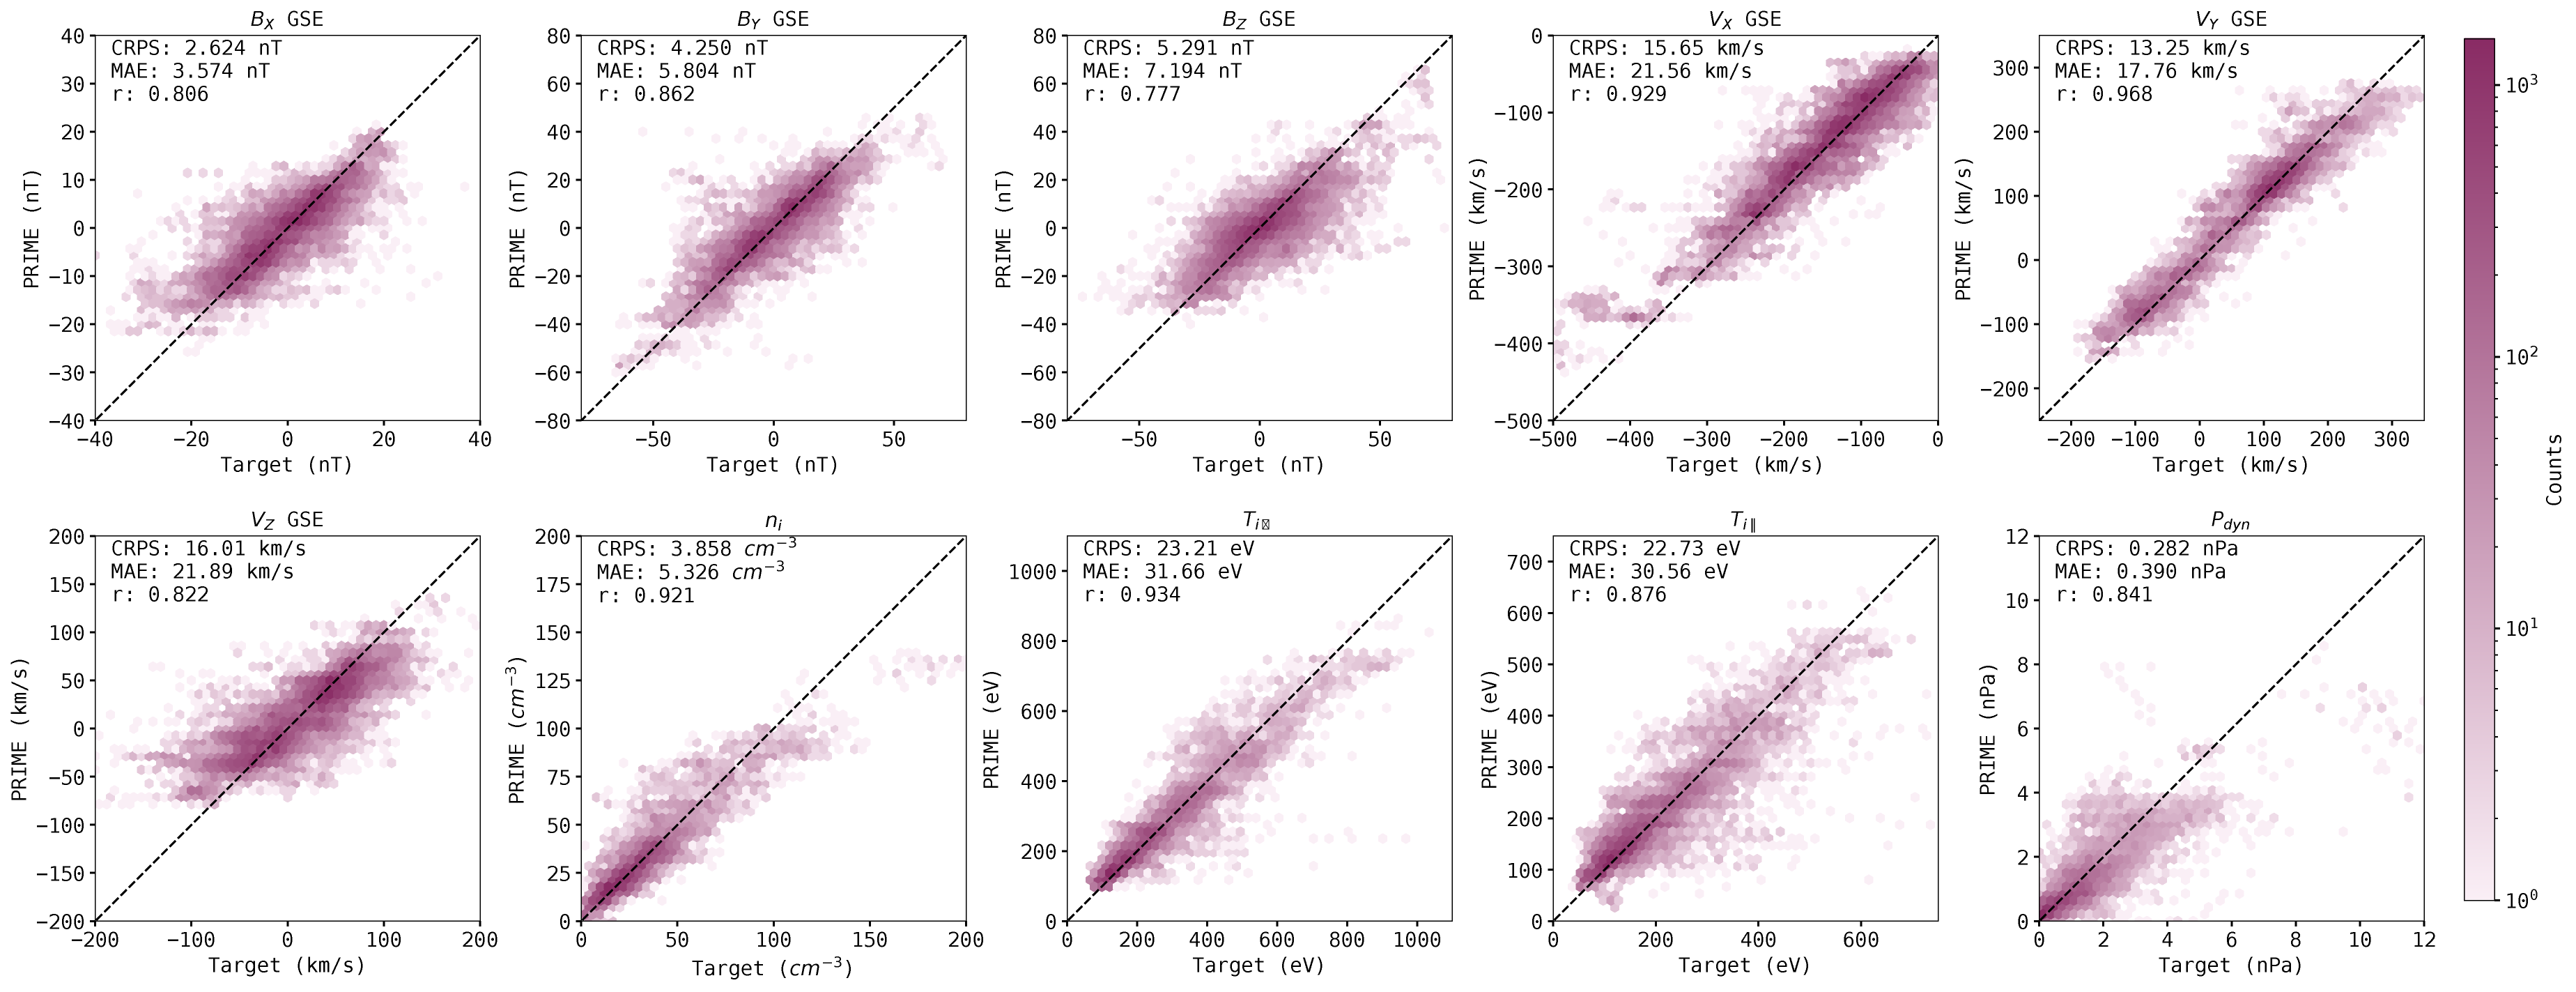 B_X GSE
CRPS: 2.624 nT
MAE: 3.574 nT
r: 0.806
40
30
20
10
0
−10
−20
−30
−40
PRIME (nT)
−40 −20 0 20 40
Target (nT)
B_Y GSE
CRPS: 4.250 nT
MAE: 5.804 nT
r: 0.862
80
60
40
20
0
−20
−40
−60
−80
PRIME (nT)
−50 0 50
Target (nT)
B_Z GSE
CRPS: 5.291 nT
MAE: 7.194 nT
r: 0.777
80
60
40
20
0
−20
−40
−60
−80
PRIME (nT)
−50 0 50
Target (nT)
V_X GSE
CRPS: 15.65 km/s
MAE: 21.56 km/s
r: 0.929
0
−100
−200
−300
−400
−500
PRIME (km/s)
−500 −400 −300 −200 −100 0
Target (km/s)
V_Y GSE
CRPS: 13.25 km/s
MAE: 17.76 km/s
r: 0.968
300
200
100
0
−100
−200
PRIME (km/s)
−200 −100 0 100 200 300
Target (km/s)
V_Z GSE
CRPS: 16.01 km/s
MAE: 21.89 km/s
r: 0.822
200
150
100
50
0
−50
−100
−150
−200
PRIME (km/s)
−200 −100 0 100 200
Target (km/s)
n_i
CRPS: 3.858 cm⁻³
MAE: 5.326 cm⁻³
r: 0.921
200
175
150
125
100
75
50
25
0
PRIME (cm⁻³)
0 50 100 150 200
Target (cm⁻³)
T_i
CRPS: 23.21 eV
MAE: 31.66 eV
r: 0.934
1000
800
600
400
200
0
PRIME (eV)
0 200 400 600 800 1000
Target (eV)
T_i∥
CRPS: 22.73 eV
MAE: 30.56 eV
r: 0.876
700
600
500
400
300
200
100
0
PRIME (eV)
0 200 400 600
Target (eV)
P_dyn
CRPS: 0.282 nPa
MAE: 0.390 nPa
r: 0.841
12
10
8
6
4
2
0
PRIME (nPa)
0 2 4 6 8 10 12
Target (nPa)
10³
10²
10¹
10⁰
Counts